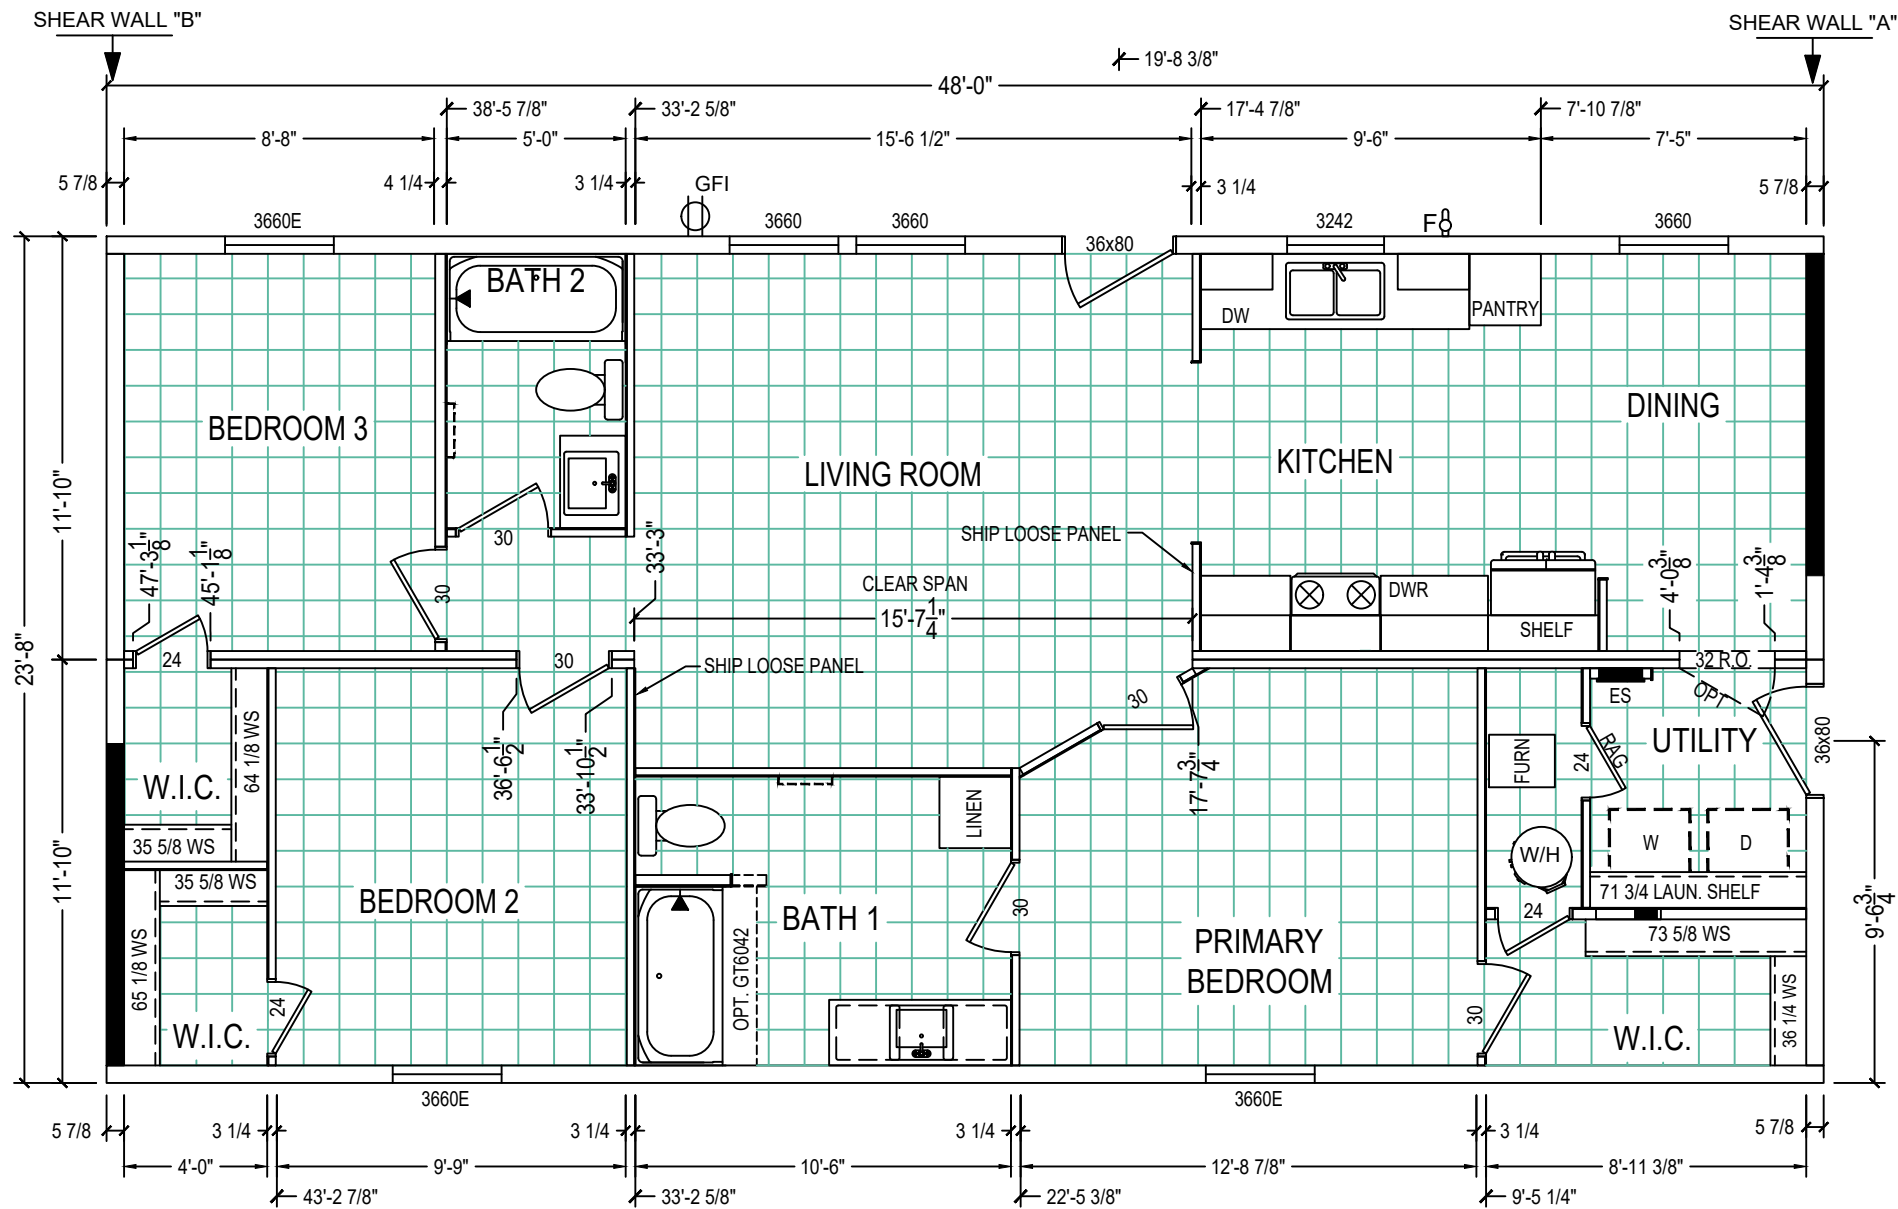 SHEAR WALL "B"
SHEAR WALL "A"
19'-8 3/8"
48'-0"
38'-5 7/8"
33'-2 5/8"
17'-4 7/8"
7'-10 7/8"
8'-8"
5'-0"
15'-6 1/2"
9'-6"
7'-5"
5 7/8
4 1/4
3 1/4
GFI
3 1/4
5 7/8
3660E
3660
3660
3242
F
3660
36x80
BATH 2
DW
PANTRY
DINING
BEDROOM 3
LIVING ROOM
KITCHEN
11'-10"
23'-8"
30
30
SHIP LOOSE PANEL
33'-3"
47'-3 1/8"
45'-1 1/8"
CLEAR SPAN
15'-7 1/4"
DWR
SHELF
4'-0 3/8"
1'-4 3/8"
24
30
SHIP LOOSE PANEL
32 R.O.
OPT
ES
30
RAG
24
UTILITY
36x80
FURN
64 1/8 WS
W.I.C.
36'-6 1/2"
33'-10 1/2"
17'-7 3/4"
LINEN
W
D
W/H
35 5/8 WS
35 5/8 WS
11'-10"
BEDROOM 2
BATH 1
30
71 3/4 LAUN. SHELF
24
73 5/8 WS
9'-6 3/4"
PRIMARY
BEDROOM
65 1/8 WS
OPT. GT6042
24
W.I.C.
30
W.I.C.
36 1/4 WS
3660E
3660E
5 7/8
3 1/4
3 1/4
3 1/4
3 1/4
5 7/8
4'-0"
9'-9"
10'-6"
12'-8 7/8"
8'-11 3/8"
43'-2 7/8"
33'-2 5/8"
22'-5 3/8"
9'-5 1/4"